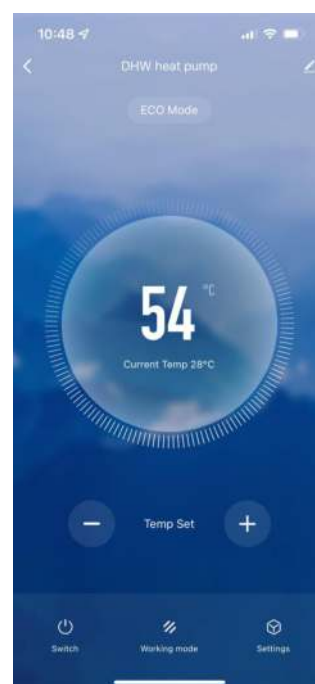 10:48
DHW heat pump
ECO Mode
54 °C
Current Temp 28°C
Temp Set
Switch Working mode Settings